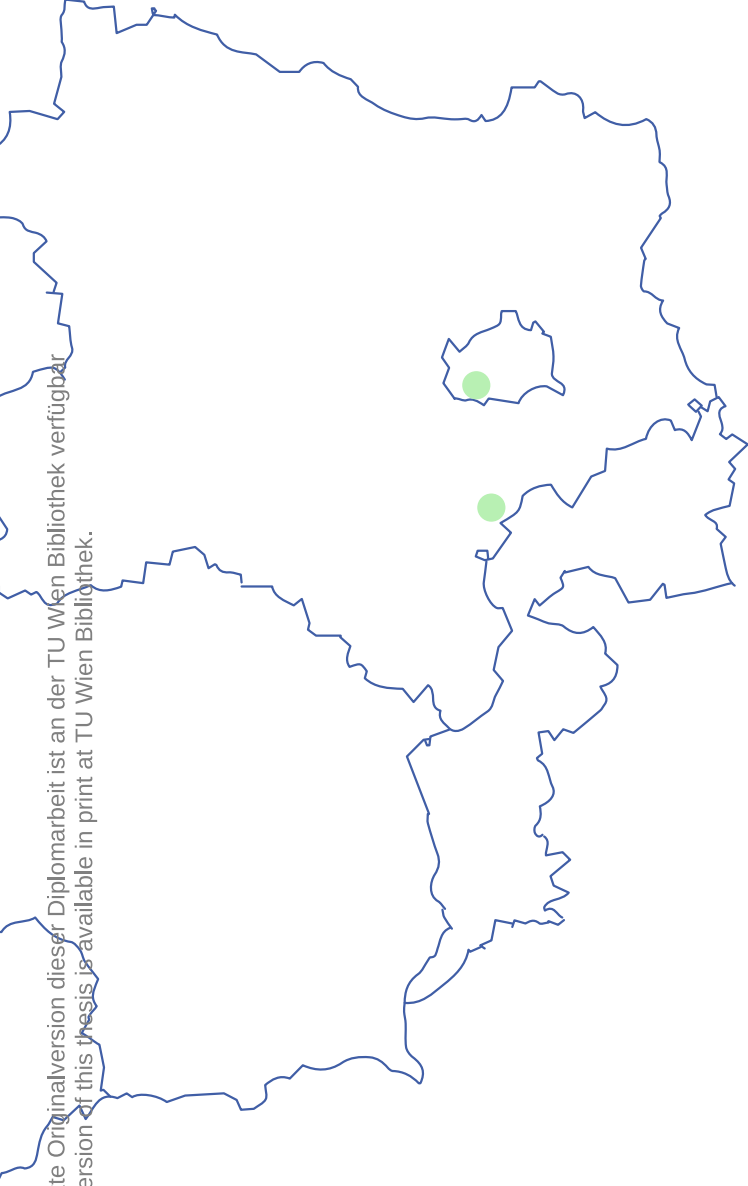 te Originalversion dieser Diplomarbeit ist an der TU Wien Bibliothek verfügbar
ersion of this thesis is available in print at TU Wien Bibliothek.